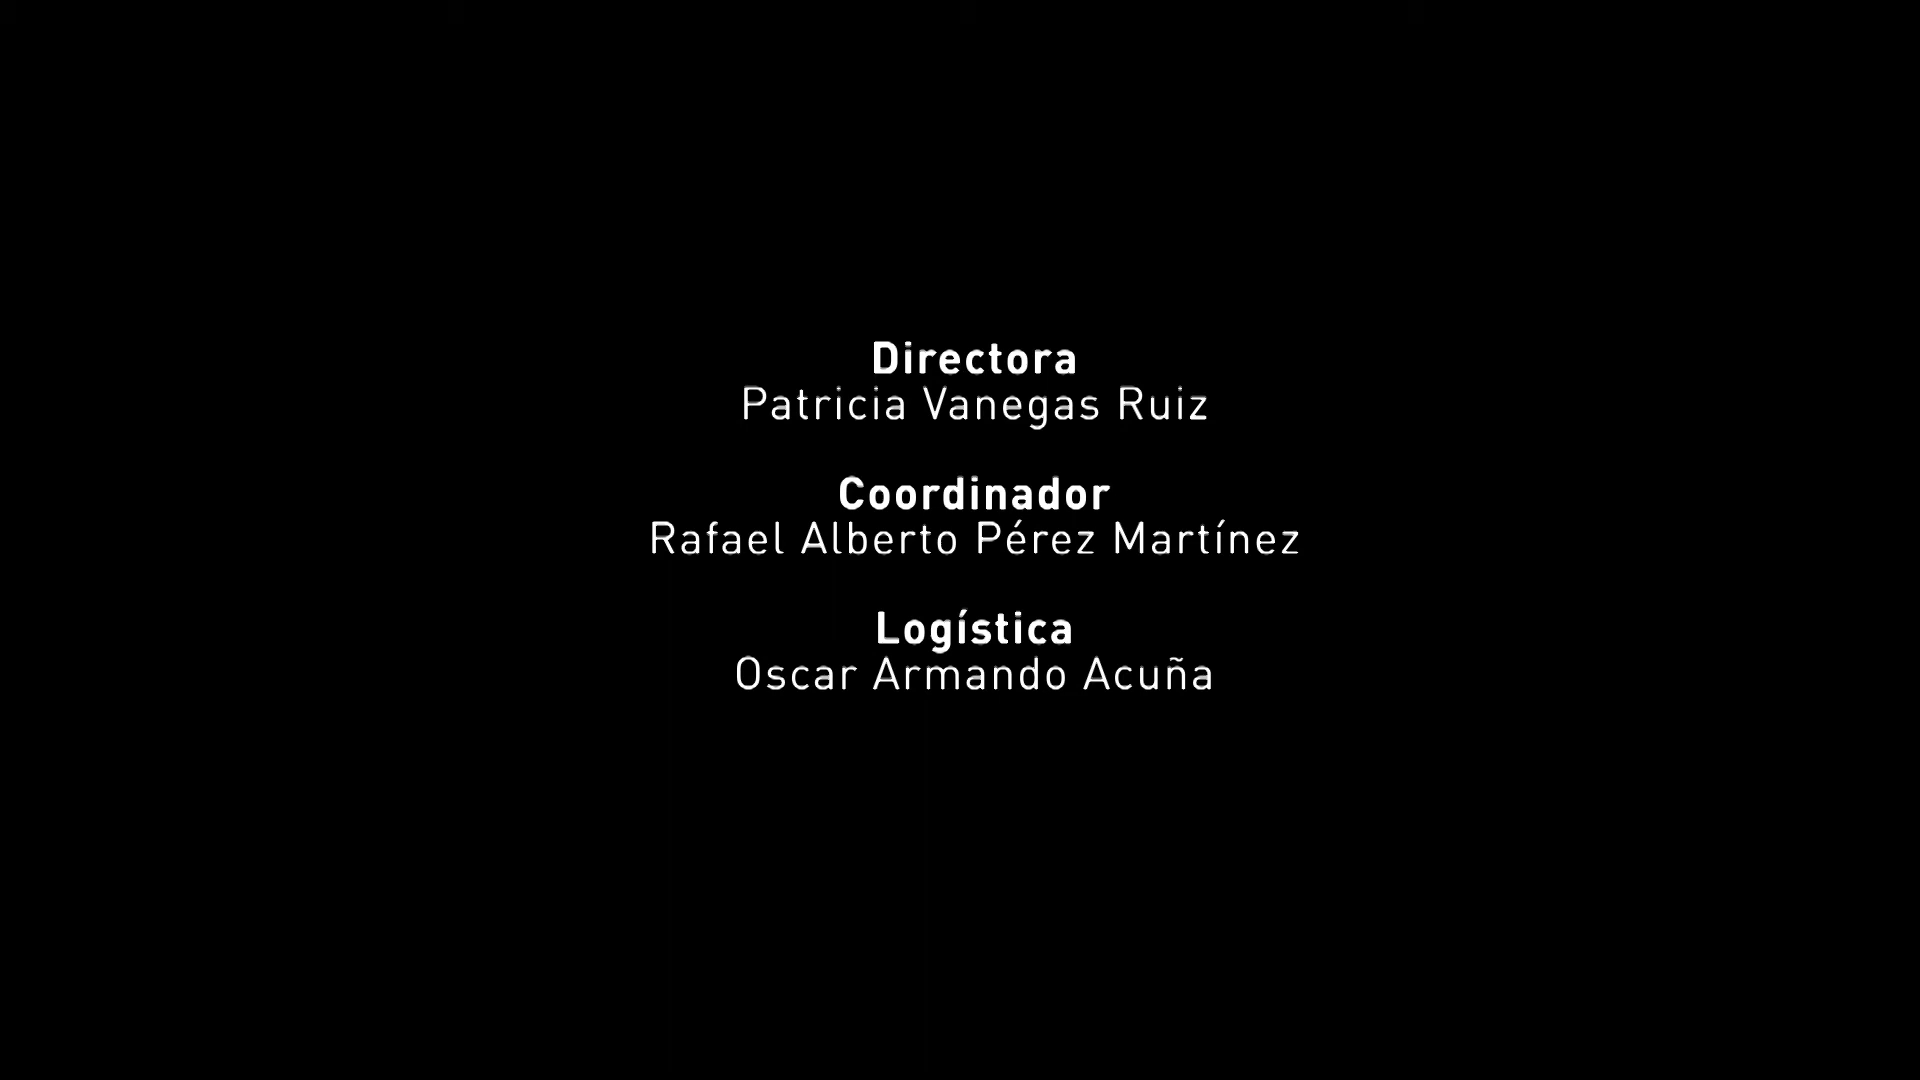 Directora
Patricia Vanegas Ruiz
Coordinador
Rafael Alberto Pérez Martínez
Logística
Oscar Armando Acuña